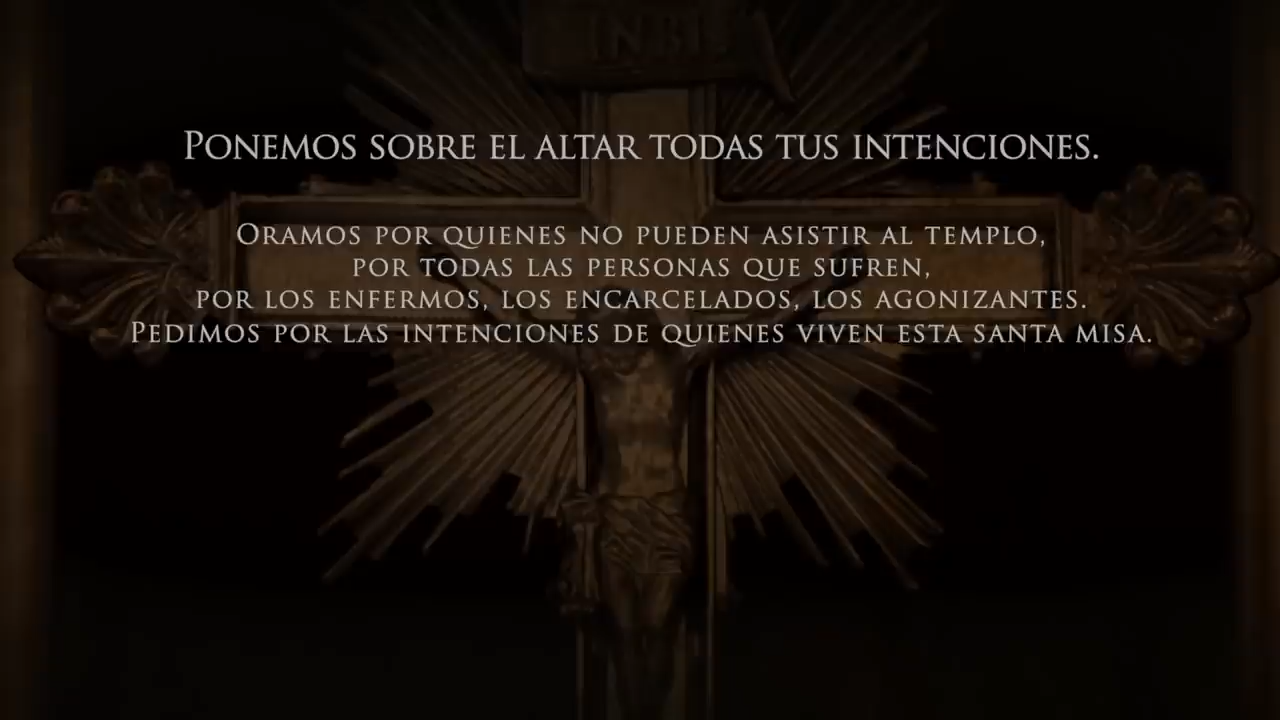 INRI
PONEMOS SOBRE EL ALTAR TODAS TUS INTENCIONES.
ORAMOS POR QUIENES NO PUEDEN ASISTIR AL TEMPLO,
POR TODAS LAS PERSONAS QUE SUFREN,
POR LOS ENFERMOS, LOS ENCARCELADOS, LOS AGONIZANTES.
PEDIMOS POR LAS INTENCIONES DE QUIENES VIVEN ESTA SANTA MISA.